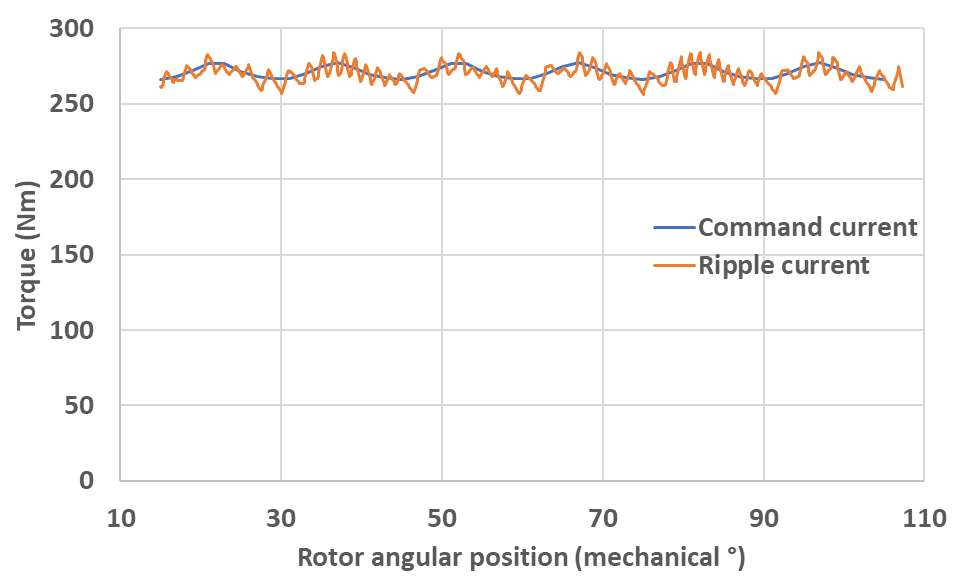 300
250
200
150
100
50
0
Torque (Nm)
Command current
Ripple current
10 30 50 70 90 110
Rotor angular position (mechanical °)